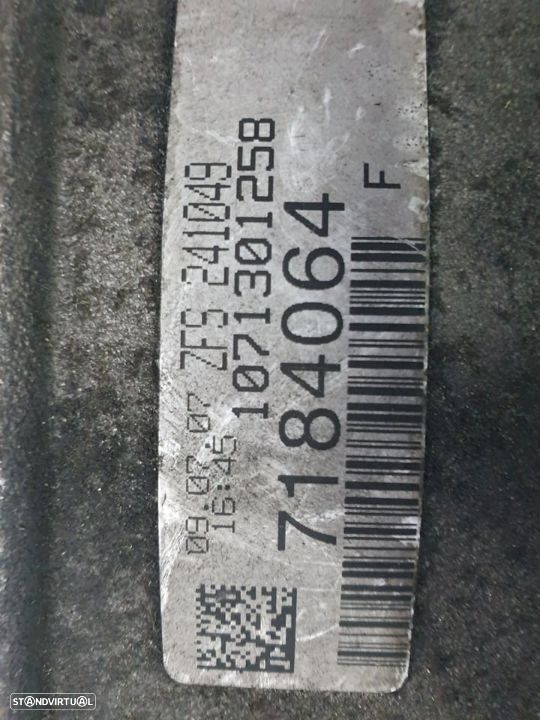 09.07.07 ZFS 241049
16:45 1071301258
7184064
F
STANDVIRTUAL